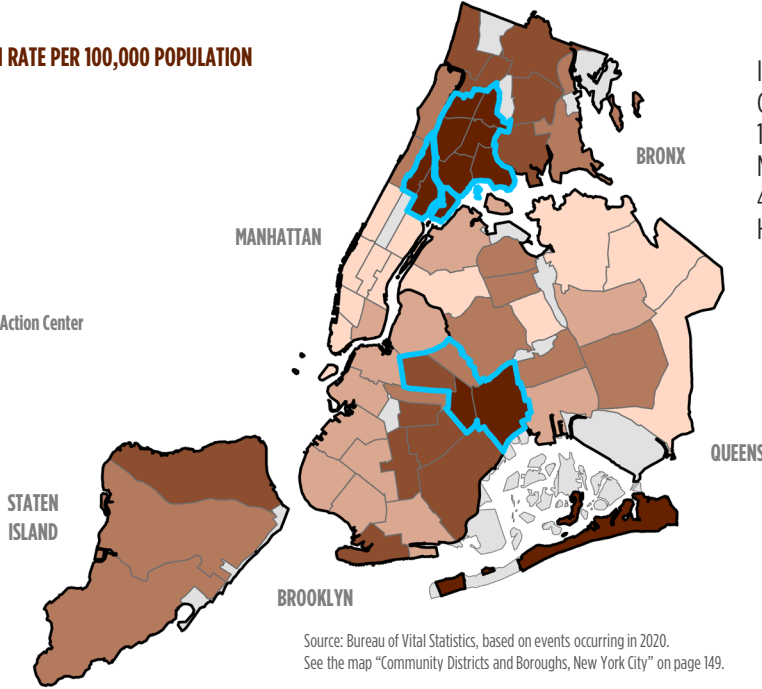 RATE PER 100,000 POPULATION
BRONX
MANHATTAN
Action Center
QUEENS
STATEN
ISLAND
BROOKLYN
Source: Bureau of Vital Statistics, based on events occurring in 2020.
See the map “Community Districts and Boroughs, New York City” on page 149.